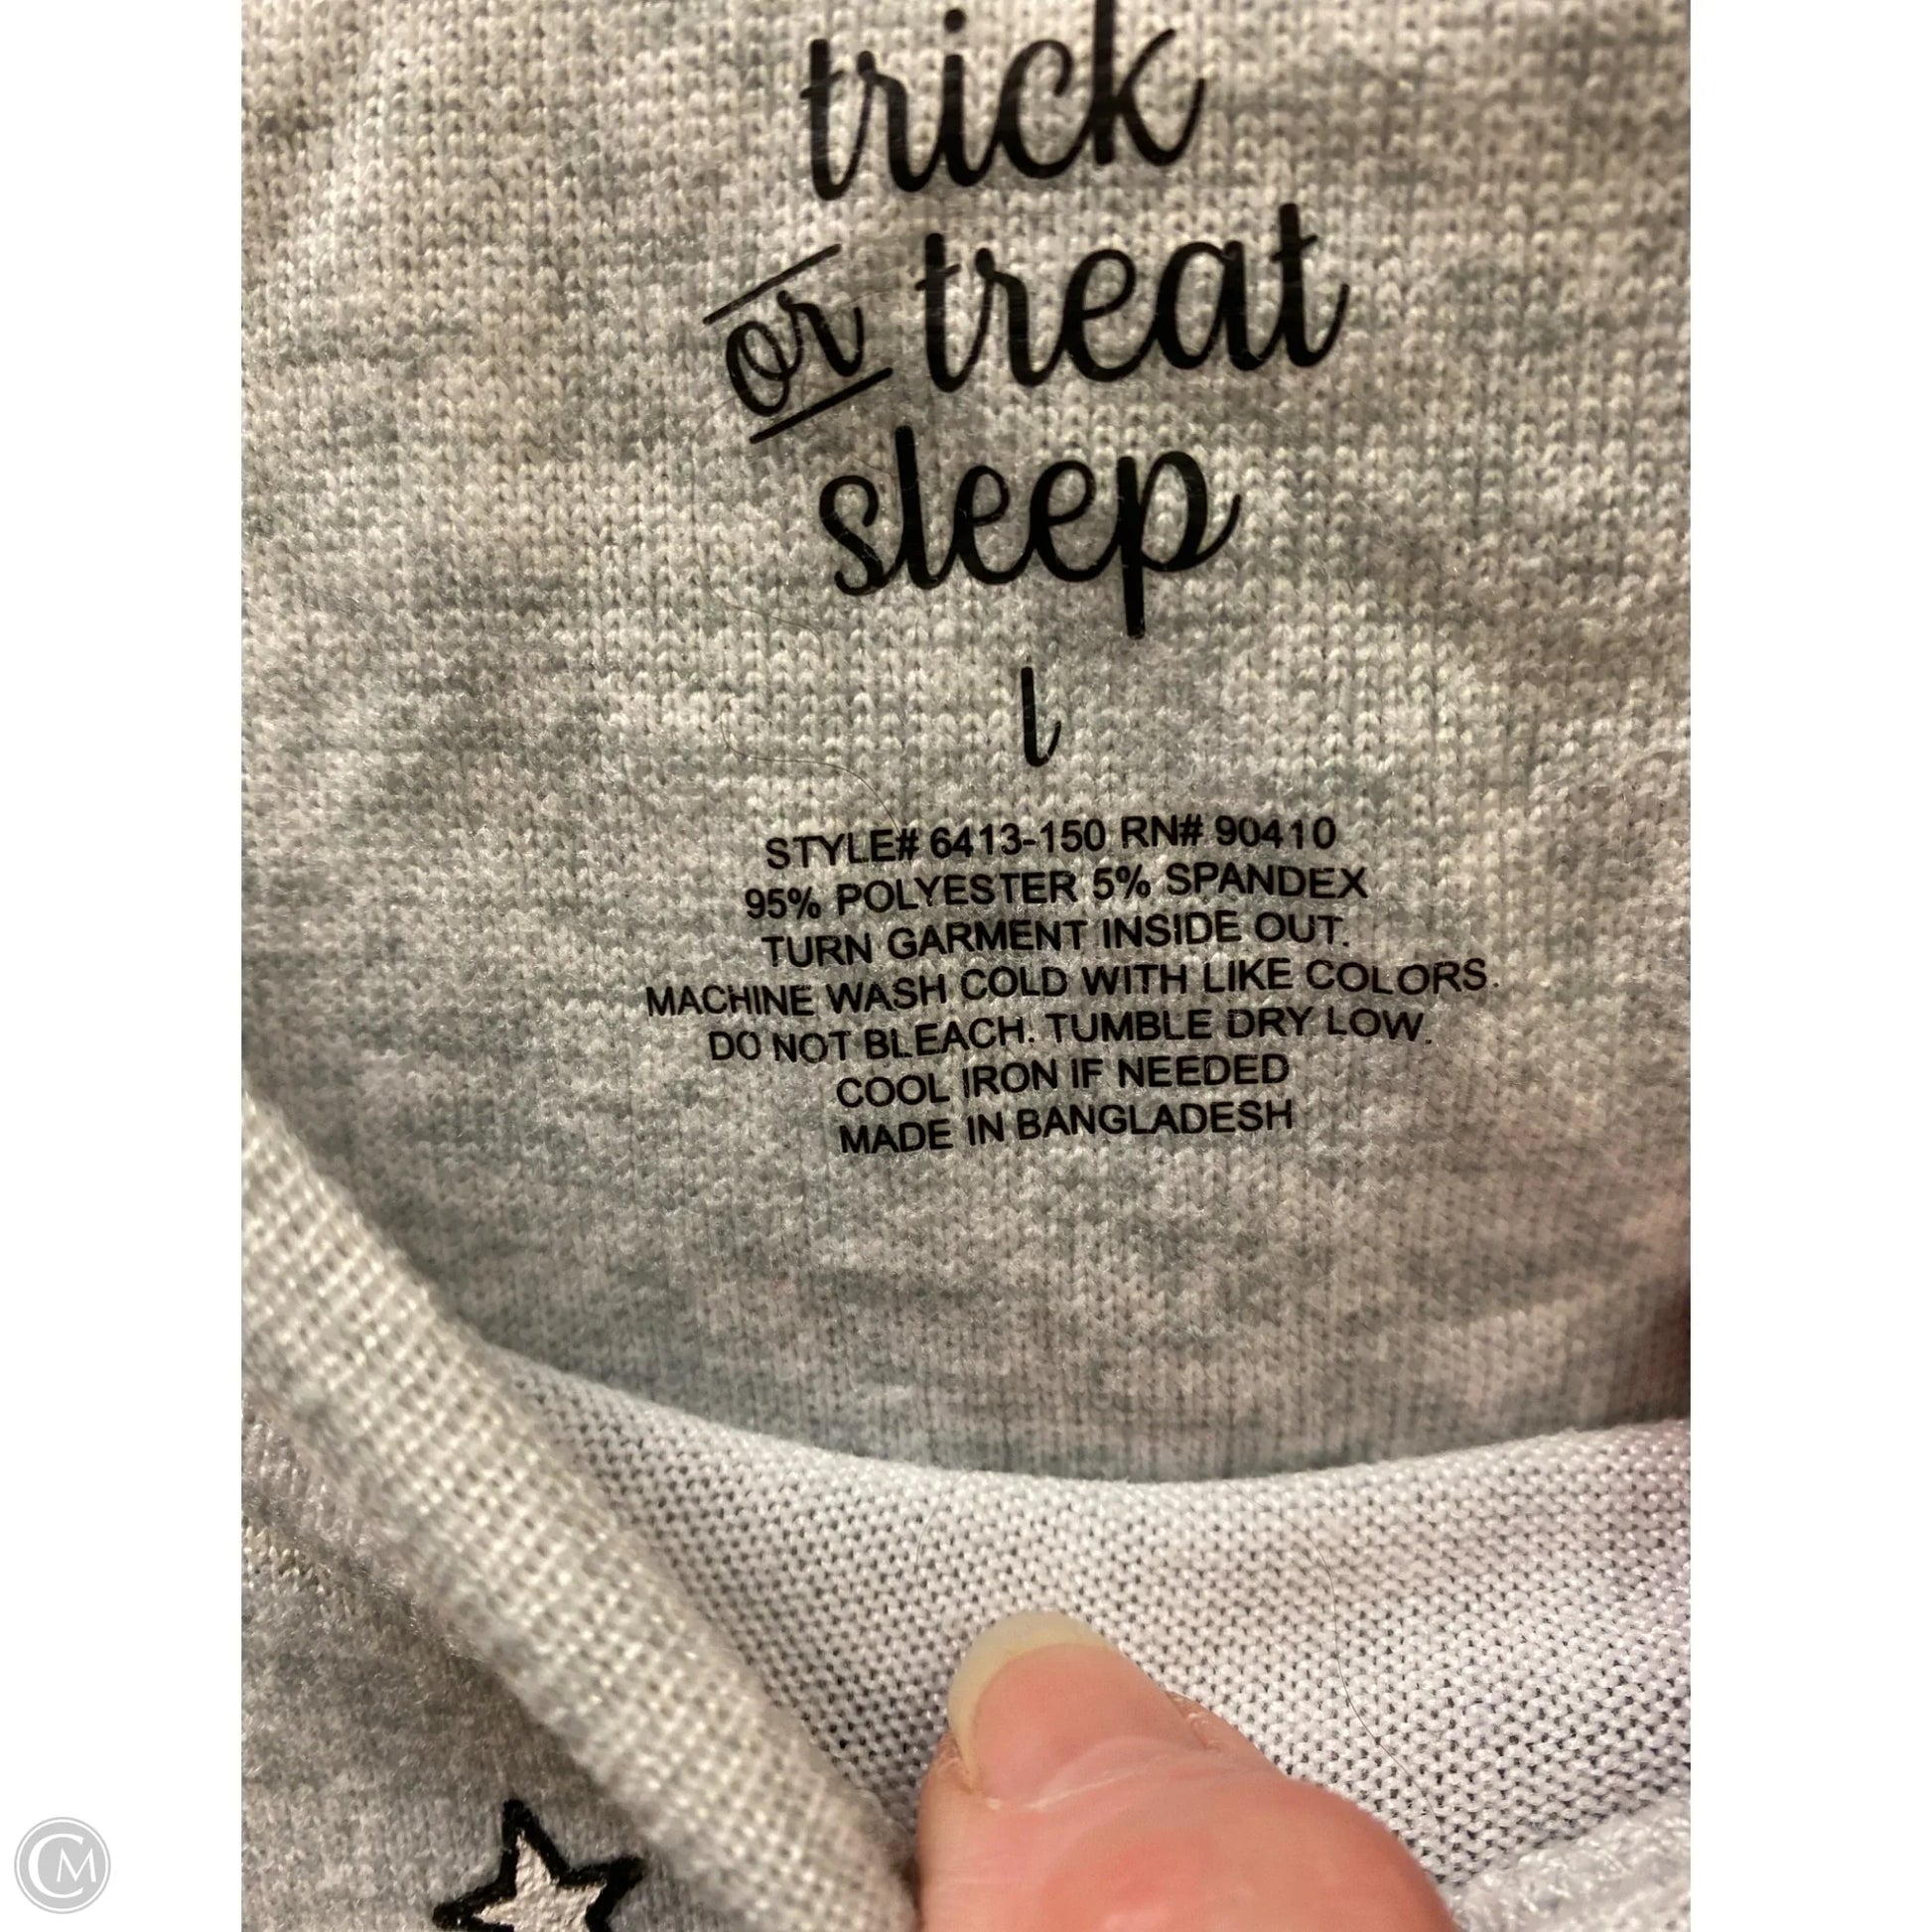 trick
or treat
sleep
l
STYLE# 6413-150 RN# 90410
95% POLYESTER 5% SPANDEX
TURN GARMENT INSIDE OUT.
MACHINE WASH COLD WITH LIKE COLORS.
DO NOT BLEACH. TUMBLE DRY LOW.
COOL IRON IF NEEDED
MADE IN BANGLADESH
CM